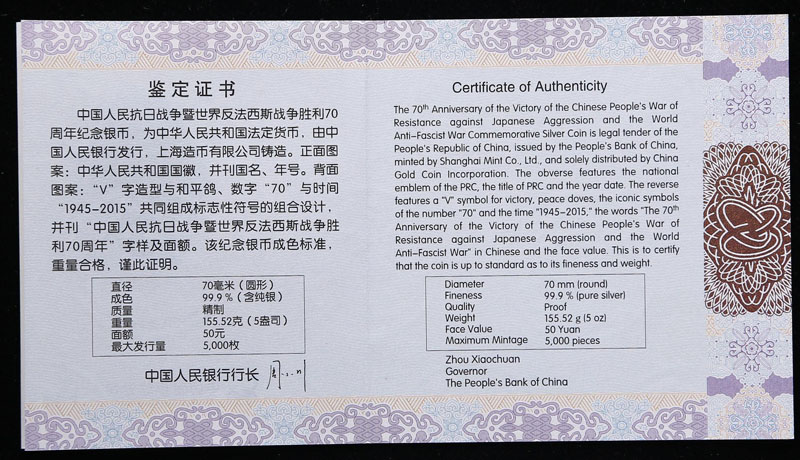 鉴定证书
中国人民抗日战争暨世界反法西斯战争胜利70
周年纪念银币，为中华人民共和国法定货币，由中
国人民银行发行，上海造币有限公司铸造。正面图
案：中华人民共和国国徽，并刊国名、年号。背面
图案：“V”字造型与和平鸽、数字“70”与时间
“1945-2015”共同组成标志性符号的组合设计，
并刊“中国人民抗日战争暨世界反法西斯战争胜
利70周年”字样及面额。该纪念银币成色标准，
重量合格，谨此证明。
直径 70毫米（圆形）
成色 99.9%（含纯银）
质量 精制
重量 155.52克（5盎司）
面额 50元
最大发行量 5,000枚
中国人民银行行长
Certificate of Authenticity
The 70th Anniversary of the Victory of the Chinese People's War of
Resistance against Japanese Aggression and the World
Anti-Fascist War Commemorative Silver Coin is legal tender of the
People's Republic of China, issued by the People's Bank of China,
minted by Shanghai Mint Co., Ltd., and solely distributed by China
Gold Coin Incorporation. The obverse features the national
emblem of the PRC, the title of PRC and the year date. The reverse
features a "V" symbol for victory, peace doves, the iconic symbols
of the number "70" and the time "1945-2015," the words "The 70th
Anniversary of the Victory of the Chinese People's War of
Resistance against Japanese Aggression and the World
Anti-Fascist War" in Chinese and the face value. This is to certify
that the coin is up to standard as to its fineness and weight.
Diameter 70 mm (round)
Fineness 99.9 % (pure silver)
Quality Proof
Weight 155.52 g (5 oz)
Face Value 50 Yuan
Maximum Mintage 5,000 pieces
Zhou Xiaochuan
Governor
The People's Bank of China